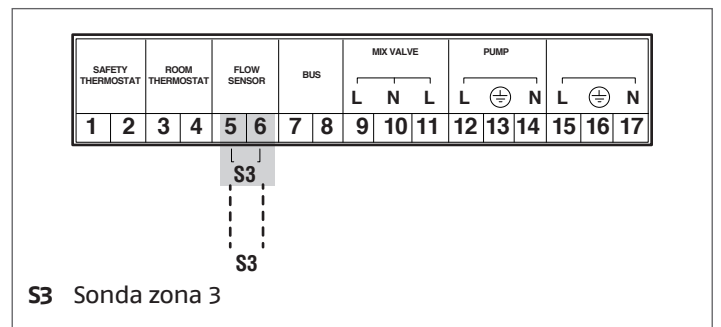 SAFETY THERMOSTAT ROOM THERMOSTAT FLOW SENSOR BUS MIX VALVE PUMP
L N L L N L N
1 2 3 4 5 6 7 8 9 10 11 12 13 14 15 16 17
S3
S3
S3 Sonda zona 3